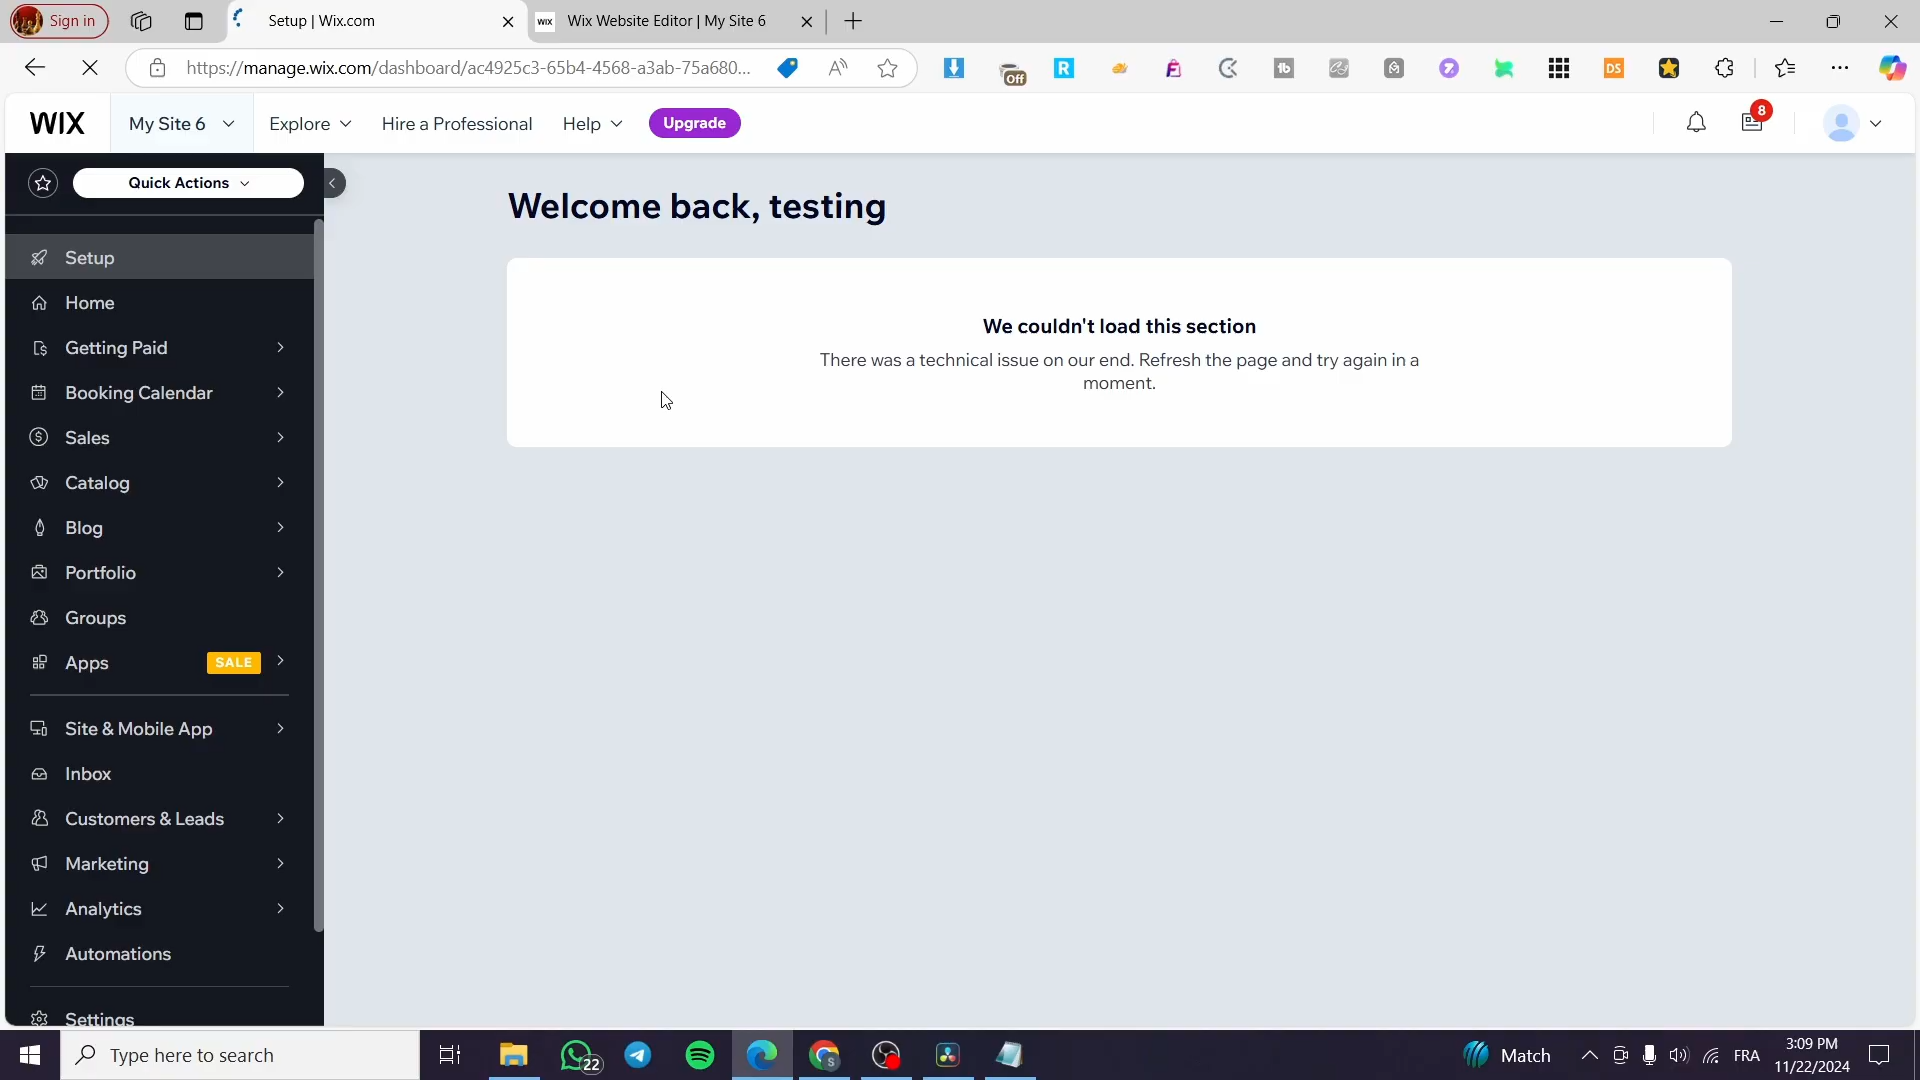 Sign in
Setup | Wix.com
WIX
Wix Website Editor | My Site 6
https://manage.wix.com/dashboard/ac4925c3-65b4-4568-a3ab-75a680...
A
Off
R
tb
DS
WIX
My Site 6
Explore
Hire a Professional
Help
Upgrade
8
Quick Actions
Welcome back, testing
Setup
Home
Getting Paid
Booking Calendar
Sales
Catalog
Blog
Portfolio
Groups
Apps
SALE
Site & Mobile App
Inbox
Customers & Leads
Marketing
Analytics
Automations
Settings
We couldn't load this section
There was a technical issue on our end. Refresh the page and try again in a
moment.
Type here to search
22
S
Match
FRA
3:09 PM
11/22/2024